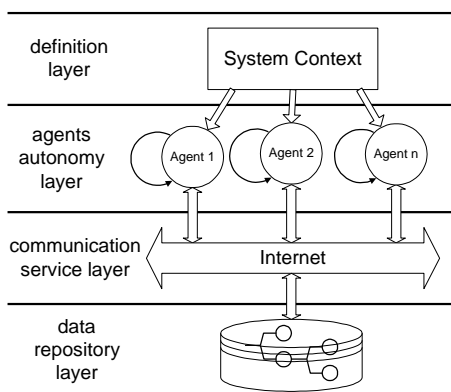 definition
layer
System Context
agents
autonomy
layer
Agent 1
Agent 2
Agent n
communication
service layer
Internet
data
repository
layer